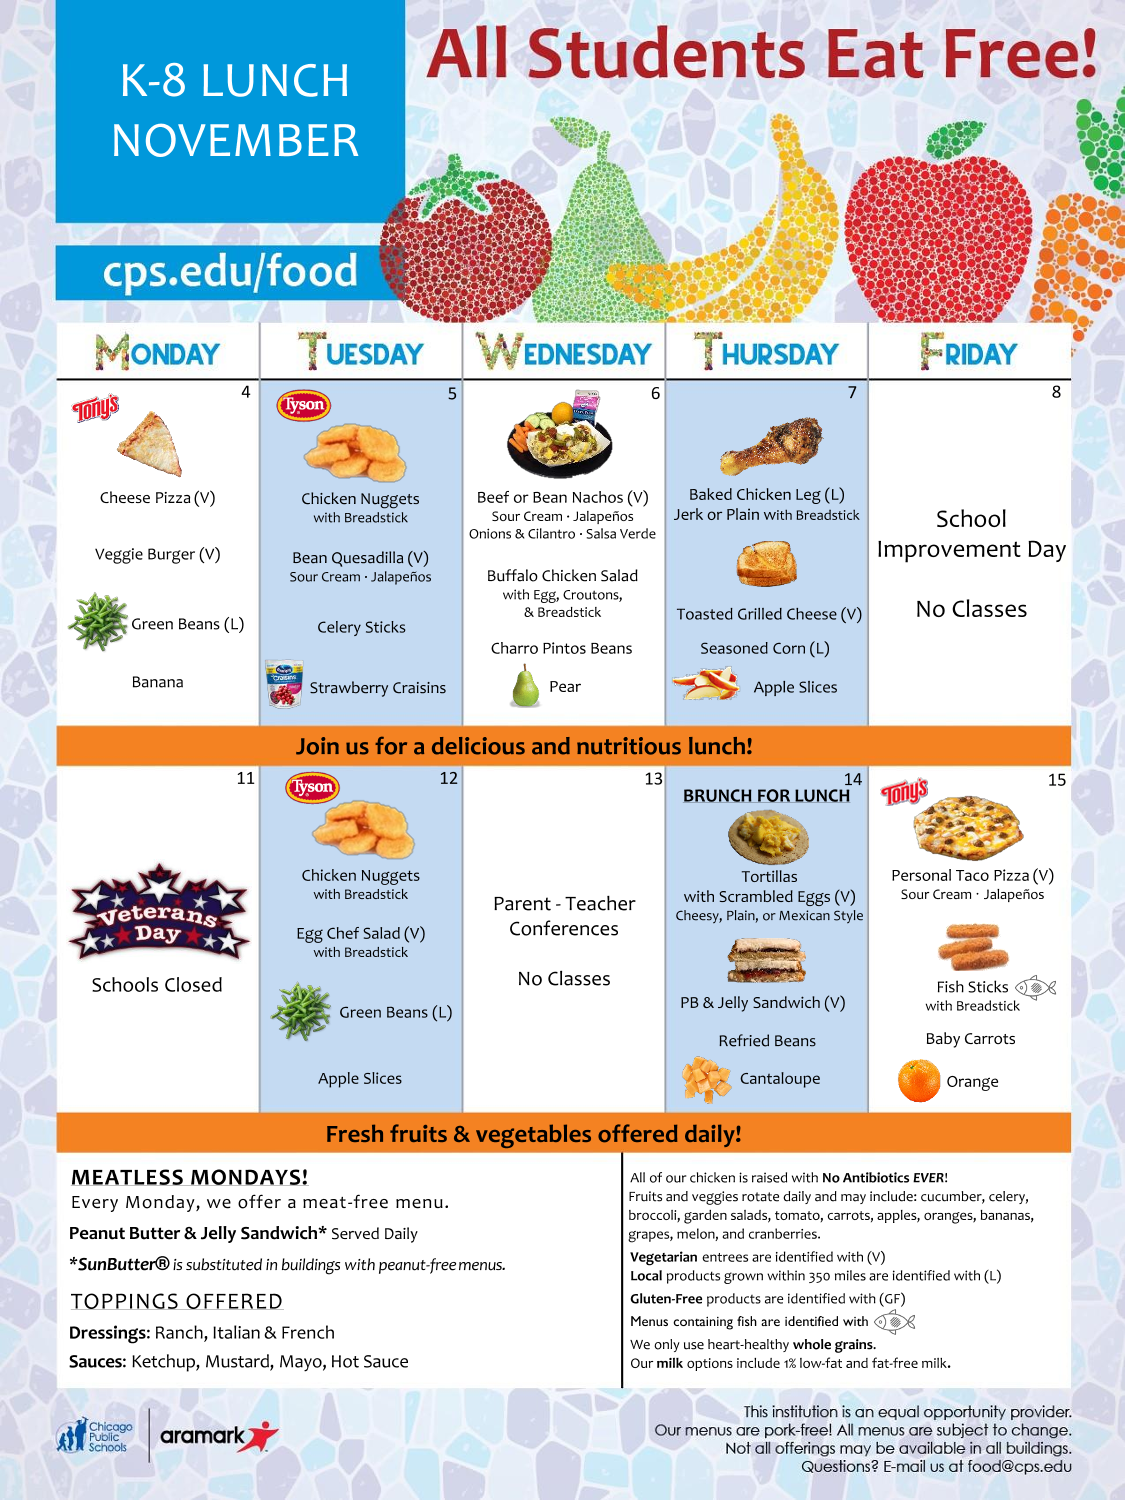 K-8 LUNCH
NOVEMBER
All Students Eat Free!
cps.edu/food
MONDAY
TUESDAY
WEDNESDAY
THURSDAY
FRIDAY
4
Tony's
Cheese Pizza (V)
Veggie Burger (V)
Green Beans (L)
Banana
5
Tyson
Chicken Nuggets
with Breadstick
Bean Quesadilla (V)
Sour Cream · Jalapeños
Celery Sticks
Craisins
Strawberry Craisins
6
Beef or Bean Nachos (V)
Sour Cream · Jalapeños
Onions & Cilantro · Salsa Verde
Buffalo Chicken Salad
with Egg, Croutons,
& Breadstick
Charro Pintos Beans
Pear
7
Baked Chicken Leg (L)
Jerk or Plain with Breadstick
Toasted Grilled Cheese (V)
Seasoned Corn (L)
Apple Slices
8
School
Improvement Day
No Classes
Join us for a delicious and nutritious lunch!
11
Veterans
Day
Schools Closed
12
Tyson
Chicken Nuggets
with Breadstick
Egg Chef Salad (V)
with Breadstick
Green Beans (L)
Apple Slices
13
Parent - Teacher
Conferences
No Classes
14
BRUNCH FOR LUNCH
Tortillas
with Scrambled Eggs (V)
Cheesy, Plain, or Mexican Style
PB & Jelly Sandwich (V)
Refried Beans
Cantaloupe
15
Tony's
Personal Taco Pizza (V)
Sour Cream · Jalapeños
Fish Sticks
with Breadstick
Baby Carrots
Orange
Fresh fruits & vegetables offered daily!
MEATLESS MONDAYS!
Every Monday, we offer a meat-free menu.
Peanut Butter & Jelly Sandwich* Served Daily
*SunButter® is substituted in buildings with peanut-free menus.
TOPPINGS OFFERED
Dressings: Ranch, Italian & French
Sauces: Ketchup, Mustard, Mayo, Hot Sauce
All of our chicken is raised with No Antibiotics EVER!
Fruits and veggies rotate daily and may include: cucumber, celery,
broccoli, garden salads, tomato, carrots, apples, oranges, bananas,
grapes, melon, and cranberries.
Vegetarian entrees are identified with (V)
Local products grown within 350 miles are identified with (L)
Gluten-Free products are identified with (GF)
Menus containing fish are identified with
We only use heart-healthy whole grains.
Our milk options include 1% low-fat and fat-free milk.
Chicago
Public
Schools
aramark
This institution is an equal opportunity provider.
Our menus are pork-free! All menus are subject to change.
Not all offerings may be available in all buildings.
Questions? E-mail us at food@cps.edu